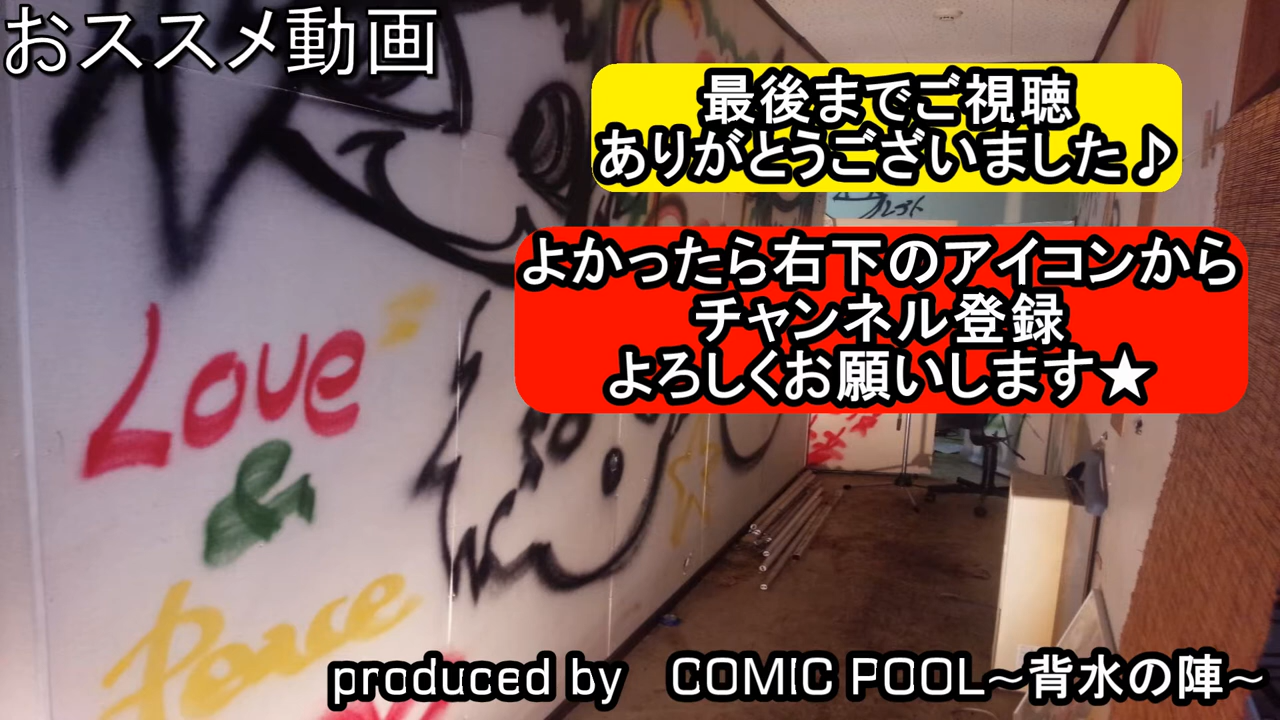 おススメ動画
最後までご視聴
ありがとうございました♪
よかったら右下のアイコンから
チャンネル登録
よろしくお願いします★
Love
&
Peace
produced by COMIC POOL~背水の陣~